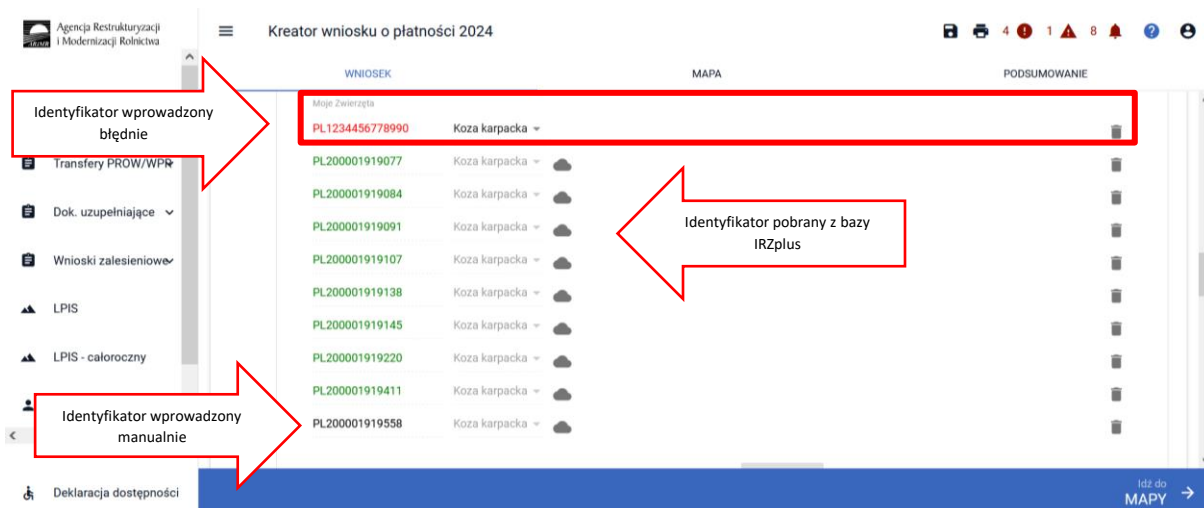 Agencja Restrukturyzacji
i Modernizacji Rolnictwa
Kreator wniosku o płatności 2024
4 1 8
WNIOSEK MAPA PODSUMOWANIE
Identyfikator wprowadzony
błędnie
Moje Zwierzęta
PL1234456778990 Koza karpacka
Transfery PROW/WPR
PL200001919077 Koza karpacka
PL200001919084 Koza karpacka
Dok. uzupełniające
PL200001919091 Koza karpacka
Identyfikator pobrany z bazy
IRZplus
Wnioski zalesieniowe
PL200001919107 Koza karpacka
PL200001919138 Koza karpacka
LPIS
PL200001919145 Koza karpacka
LPIS - całoroczny
PL200001919220 Koza karpacka
PL200001919411 Koza karpacka
Identyfikator wprowadzony
manualnie
PL200001919558 Koza karpacka
Deklaracja dostępności
Idź do
MAPY